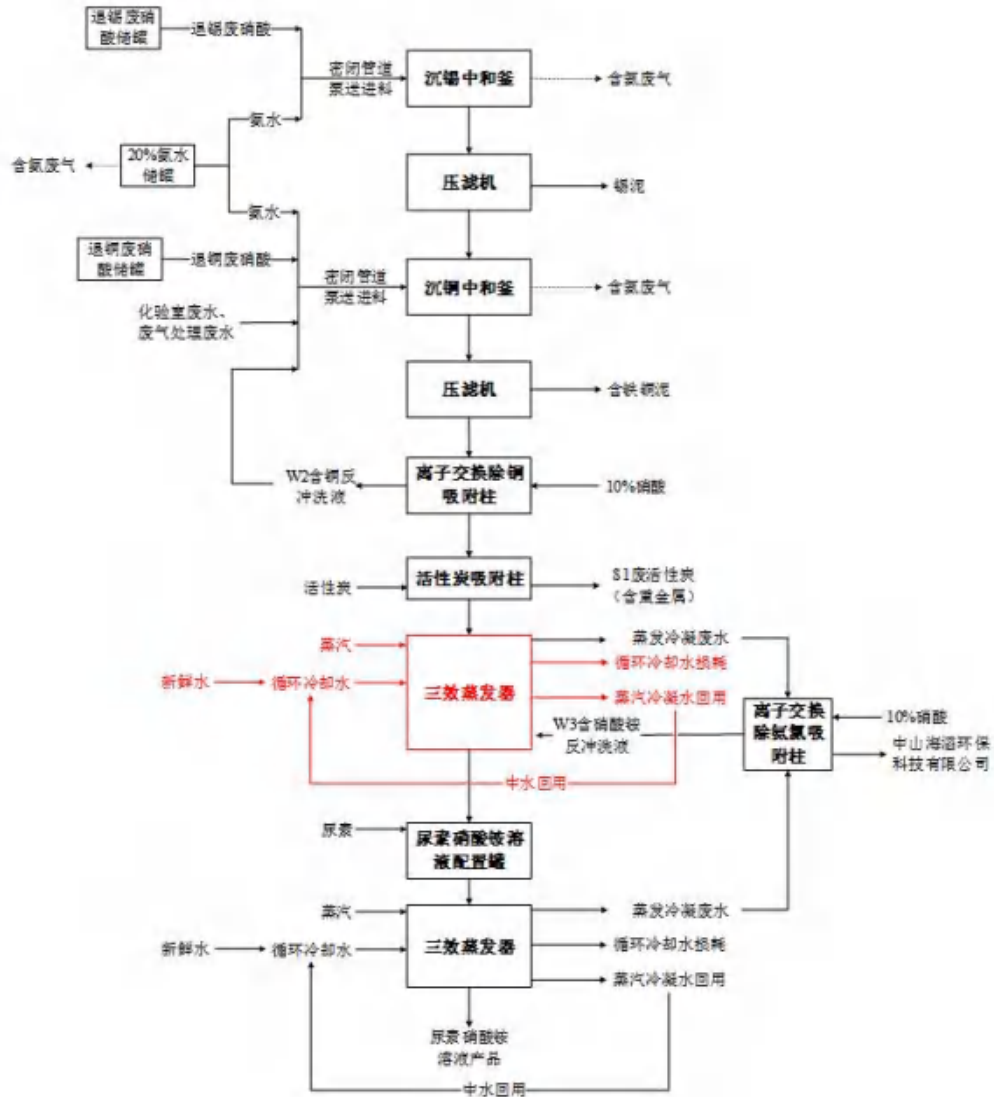 退锡废硝
酸储罐
退锡废硝酸
密闭管道
泵送进料
沉锡中和釜
含氨废气
氨水
含氨废气
20%氨水
储罐
压滤机
锡泥
氨水
退铜废硝
酸储罐
退铜废硝酸
密闭管道
泵送进料
沉铜中和釜
含氨废气
化验室废水、
废气处理废水
压滤机
含铁铜泥
W2含铜反
冲洗液
离子交换除铜
吸附柱
10%硝酸
活性炭
活性炭吸附柱
S1废活性炭
（含重金属）
蒸汽
蒸发冷凝废水
循环冷却水损耗
新鲜水
循环冷却水
三效蒸发器
蒸汽冷凝水回用
W3含硝酸铵
反冲洗液
离子交换
除氨氮吸
附柱
10%硝酸
中山海滔环保
科技有限公司
中水回用
尿素
尿素硝酸铵溶
液配置罐
蒸汽
蒸发冷凝废水
新鲜水
循环冷却水
三效蒸发器
循环冷却水损耗
蒸汽冷凝水回用
尿素硝酸铵
溶液产品
中水回用